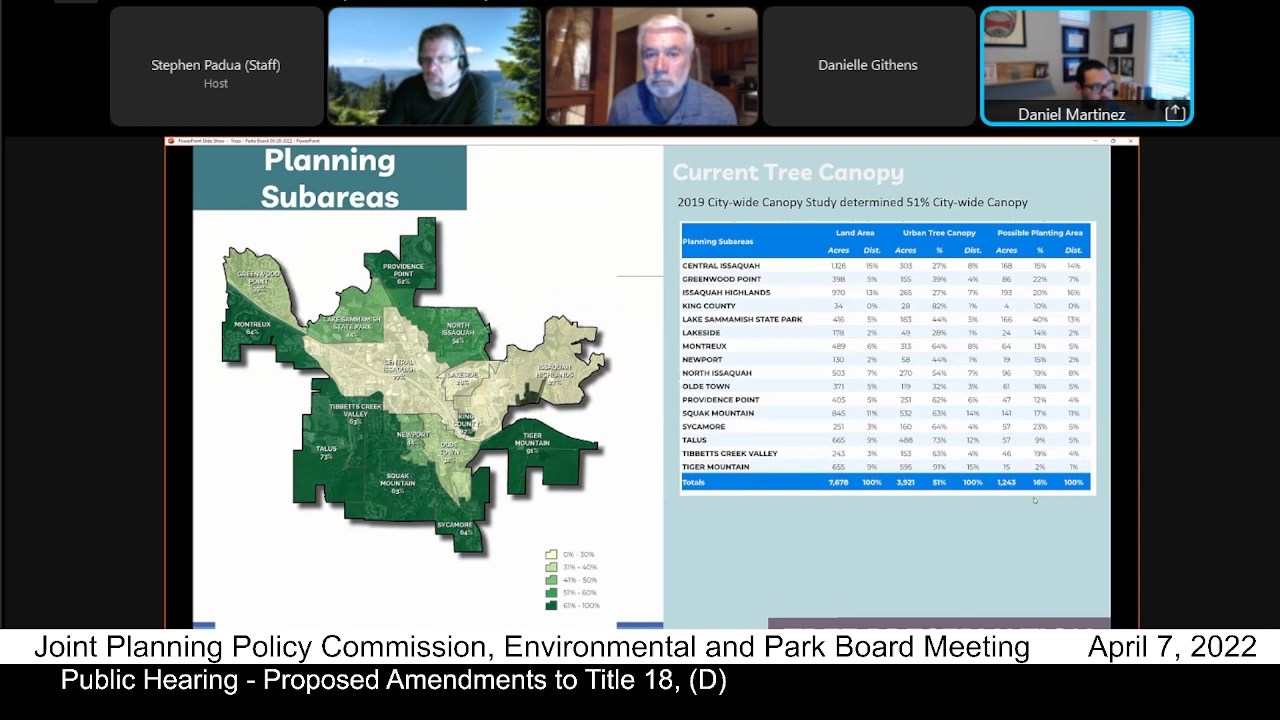 Stephen Padua (Staff)
Host
Danielle Githens
Daniel Martinez
PowerPoint Slide Show - Trees - Parks Board 03-28-2022 - PowerPoint
Planning
Subareas
GREENWOOD
POINT
39%
MONTREUX
64%
PROVIDENCE
POINT
62%
LAKE SAMMAMISH
STATE PARK
44%
NORTH
ISSAQUAH
54%
CENTRAL
ISSAQUAH
27%
LAKESIDE
28%
ISSAQUAH
HIGHLANDS
27%
TIBBETTS CREEK
VALLEY
63%
KING
COUNTY
82%
NEWPORT
44%
OLDE
TOWN
32%
TIGER
MOUNTAIN
91%
TALUS
73%
SQUAK
MOUNTAIN
63%
SYCAMORE
64%
0% - 30%
31% - 40%
41% - 50%
51% - 60%
61% - 100%
Current Tree Canopy
2019 City-wide Canopy Study determined 51% City-wide Canopy
Planning Subareas Land Area Urban Tree Canopy Possible Planting Area
Acres Dist. Acres % Dist. Acres % Dist.
CENTRAL ISSAQUAH 1,126 15% 303 27% 8% 168 15% 14%
GREENWOOD POINT 398 5% 155 39% 4% 86 22% 7%
ISSAQUAH HIGHLANDS 970 13% 265 27% 7% 193 20% 16%
KING COUNTY 34 0% 28 82% 1% 4 10% 0%
LAKE SAMMAMISH STATE PARK 416 5% 183 44% 5% 166 40% 13%
LAKESIDE 178 2% 49 28% 1% 24 14% 2%
MONTREUX 489 6% 313 64% 8% 64 13% 5%
NEWPORT 130 2% 58 44% 1% 19 15% 2%
NORTH ISSAQUAH 503 7% 270 54% 7% 96 19% 8%
OLDE TOWN 371 5% 119 32% 3% 61 16% 5%
PROVIDENCE POINT 405 5% 251 62% 6% 47 12% 4%
SQUAK MOUNTAIN 845 11% 532 63% 14% 141 17% 11%
SYCAMORE 251 3% 160 64% 4% 57 23% 5%
TALUS 665 9% 488 73% 12% 57 9% 5%
TIBBETTS CREEK VALLEY 243 3% 153 63% 4% 46 19% 4%
TIGER MOUNTAIN 655 9% 595 91% 15% 15 2% 1%
Totals 7,678 100% 3,921 51% 100% 1,243 16% 100%
Joint Planning Policy Commission, Environmental and Park Board Meeting April 7, 2022
Public Hearing - Proposed Amendments to Title 18, (D)